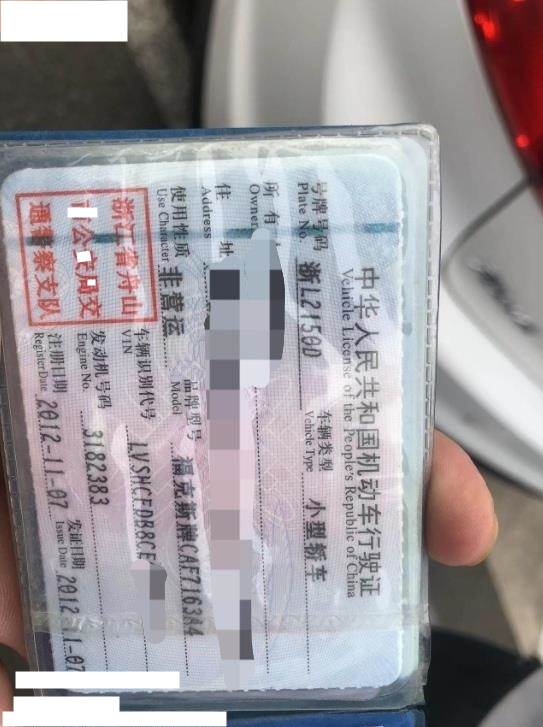 中华人民共和国机动车行驶证
Vehicle License of the People's Republic of China
号牌号码 浙L2150D 车辆类型 小型轿车
Plate No. Vehicle Type
所有
Owner
住 址
Address
使用性质 非营运 品牌型号 福克斯牌CAF7163A4
Use Character Model
浙江省舟山
公 局交
通警察支队
车辆识别代号 LVSHCFDB8CF
VIN
发动机号码 3182383
Engine No.
注册日期 2012-11-07 发证日期 2012-11-07
Register Date Issue Date